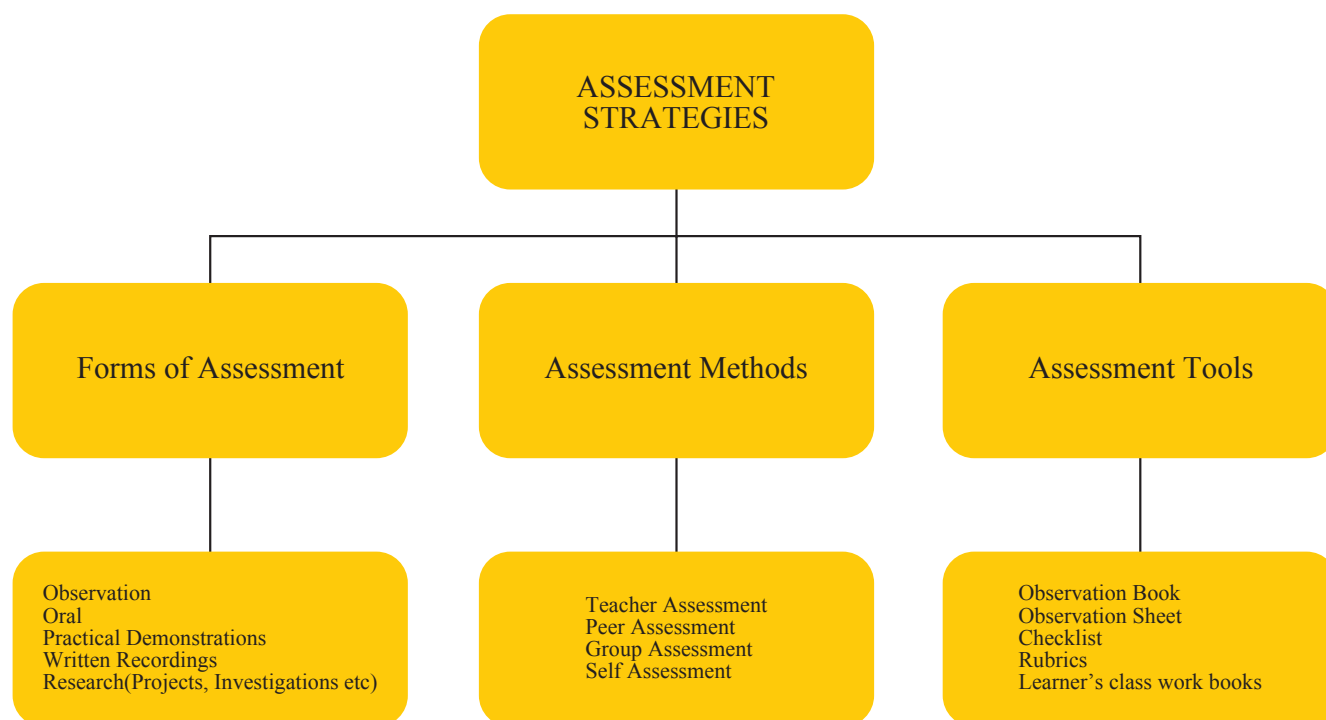 ASSESSMENT
STRATEGIES
Forms of Assessment
Assessment Methods
Assessment Tools
Observation
Oral
Practical Demonstrations
Written Recordings
Research(Projects, Investigations etc)
Teacher Assessment
Peer Assessment
Group Assessment
Self Assessment
Observation Book
Observation Sheet
Checklist
Rubrics
Learner’s class work books